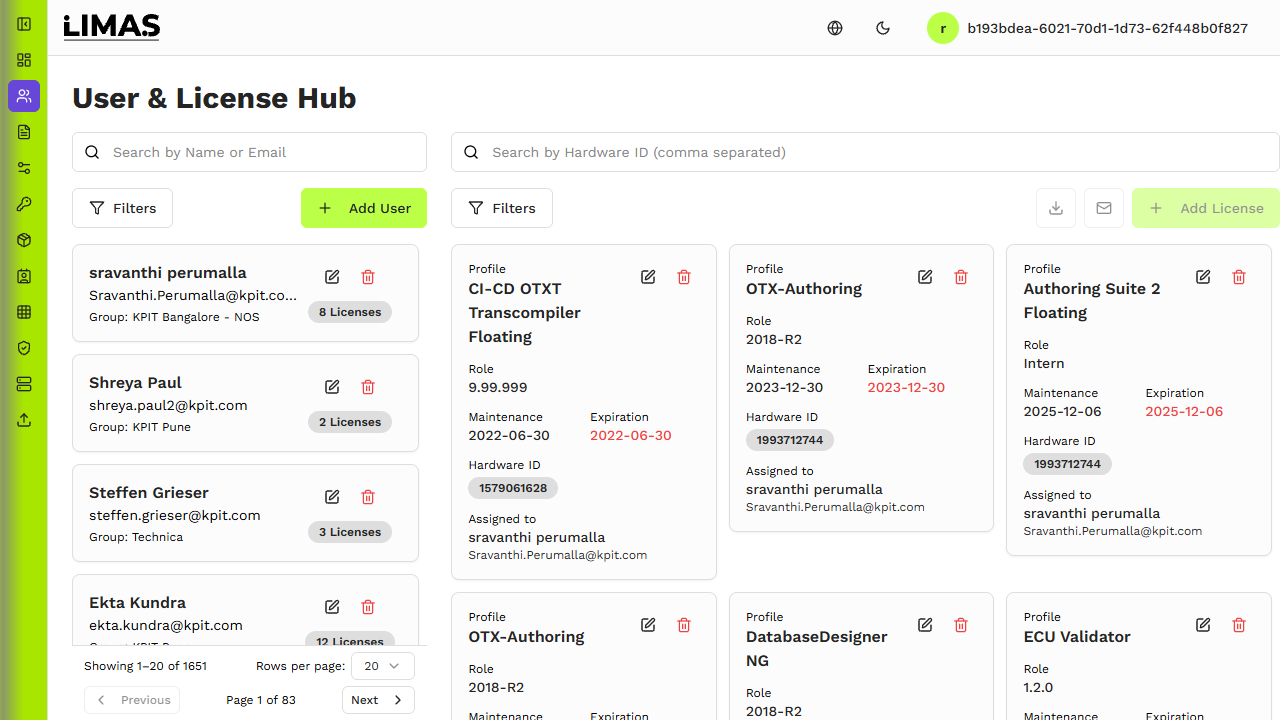 LIMAS
r
b193bdea-6021-70d1-1d73-62f448b0f827
User & License Hub
Search by Name or Email
Filters
Add User
sravanthi perumalla
Sravanthi.Perumalla@kpit.co...
Group: KPIT Bangalore - NOS
8 Licenses
Shreya Paul
shreya.paul2@kpit.com
Group: KPIT Pune
2 Licenses
Steffen Grieser
steffen.grieser@kpit.com
Group: Technica
3 Licenses
Ekta Kundra
ekta.kundra@kpit.com
12 Licenses
Showing 1–20 of 1651
Rows per page:
20
Previous
Page 1 of 83
Next
Search by Hardware ID (comma separated)
Filters
Add License
Profile
CI-CD OTXT
Transcompiler
Floating
Role
9.99.999
Maintenance
2022-06-30
Expiration
2022-06-30
Hardware ID
1579061628
Assigned to
sravanthi perumalla
Sravanthi.Perumalla@kpit.com
Profile
OTX-Authoring
Role
2018-R2
Maintenance
2023-12-30
Expiration
2023-12-30
Hardware ID
1993712744
Assigned to
sravanthi perumalla
Sravanthi.Perumalla@kpit.com
Profile
Authoring Suite 2
Floating
Role
Intern
Maintenance
2025-12-06
Expiration
2025-12-06
Hardware ID
1993712744
Assigned to
sravanthi perumalla
Sravanthi.Perumalla@kpit.com
Profile
OTX-Authoring
Role
2018-R2
Maintenance
Expiration
Profile
DatabaseDesigner
NG
Role
2018-R2
Profile
ECU Validator
Role
1.2.0
Maintenance
Expiration